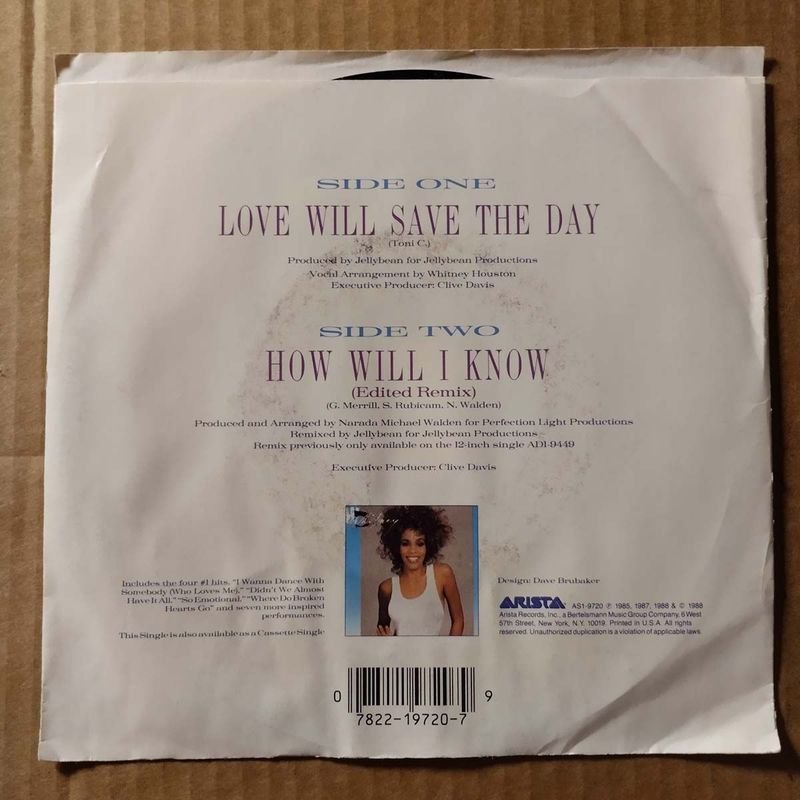 SIDE ONE
LOVE WILL SAVE THE DAY
(Toni C.)
Produced by Jellybean for Jellybean Productions
Vocal Arrangement by Whitney Houston
Executive Producer: Clive Davis
SIDE TWO
HOW WILL I KNOW
(Edited Remix)
(G. Merrill, S. Rubicam, N. Walden)
Produced and Arranged by Narada Michael Walden for Perfection Light Productions
Remixed by Jellybean for Jellybean Productions
Remix previously only available on the 12-inch single AD1-9449
Executive Producer: Clive Davis
Includes the four #1 hits, "I Wanna Dance With
Somebody (Who Loves Me)," "Didn't We Almost
Have It All," "So Emotional," "Where Do Broken
Hearts Go" and seven more inspired
performances.
This Single is also available as a Cassette Single
Whitney
Design: Dave Brubaker
ARISTA AS1-9720 ℗ 1985, 1987, 1988 & © 1988
Arista Records, Inc., a Bertelsmann Music Group Company, 6 West
57th Street, New York, N.Y. 10019. Printed in U.S.A. All rights
reserved. Unauthorized duplication is a violation of applicable laws.
0 7822-19720-7 9